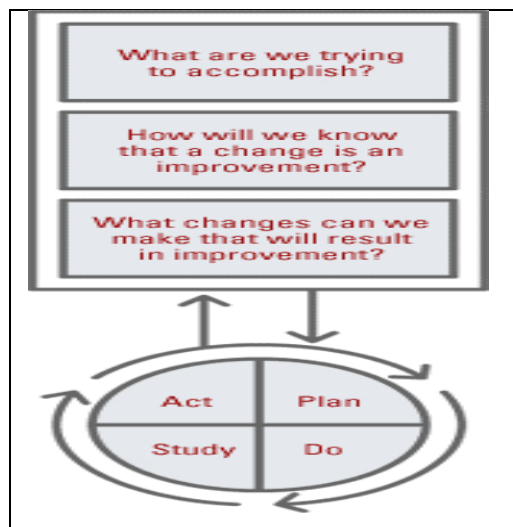 What are we trying
to accomplish?
How will we know
that a change is an
improvement?
What changes can we
make that will result
in improvement?
Act Plan
Study Do